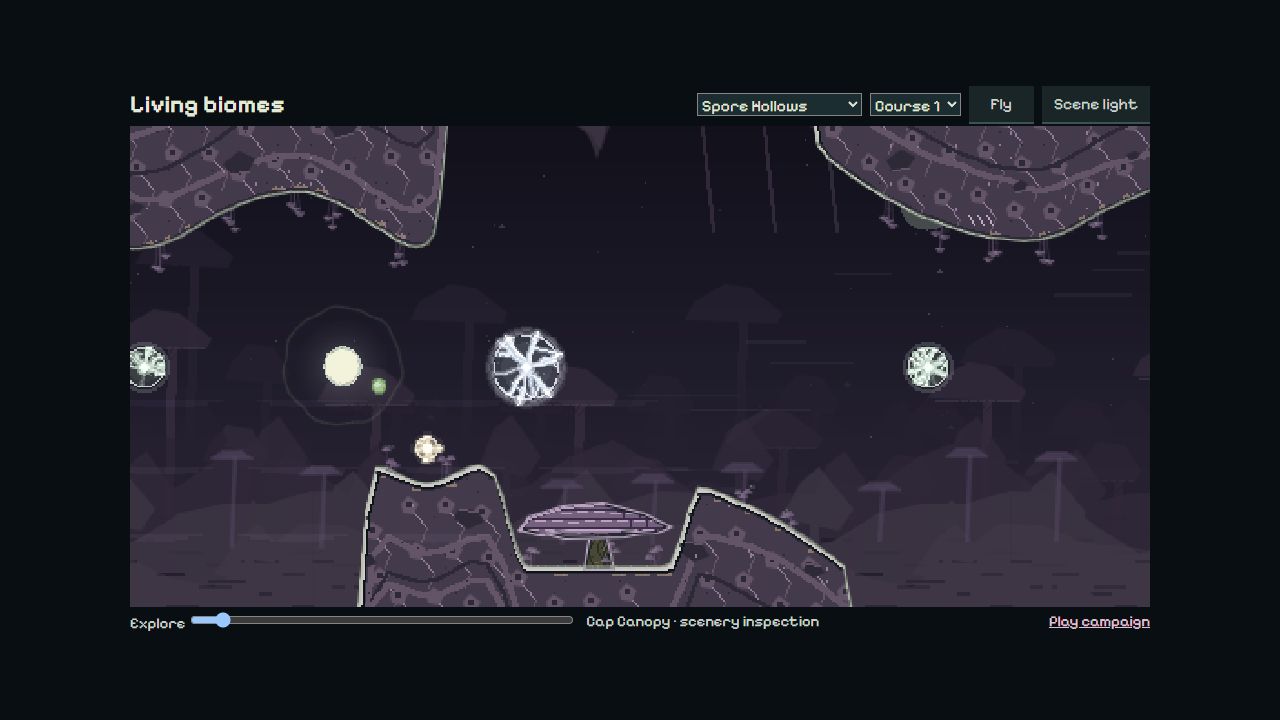 Living biomes
Spore Hollows
Course 1
Fly
Scene light
Explore
Cap Canopy · scenery inspection
Play campaign